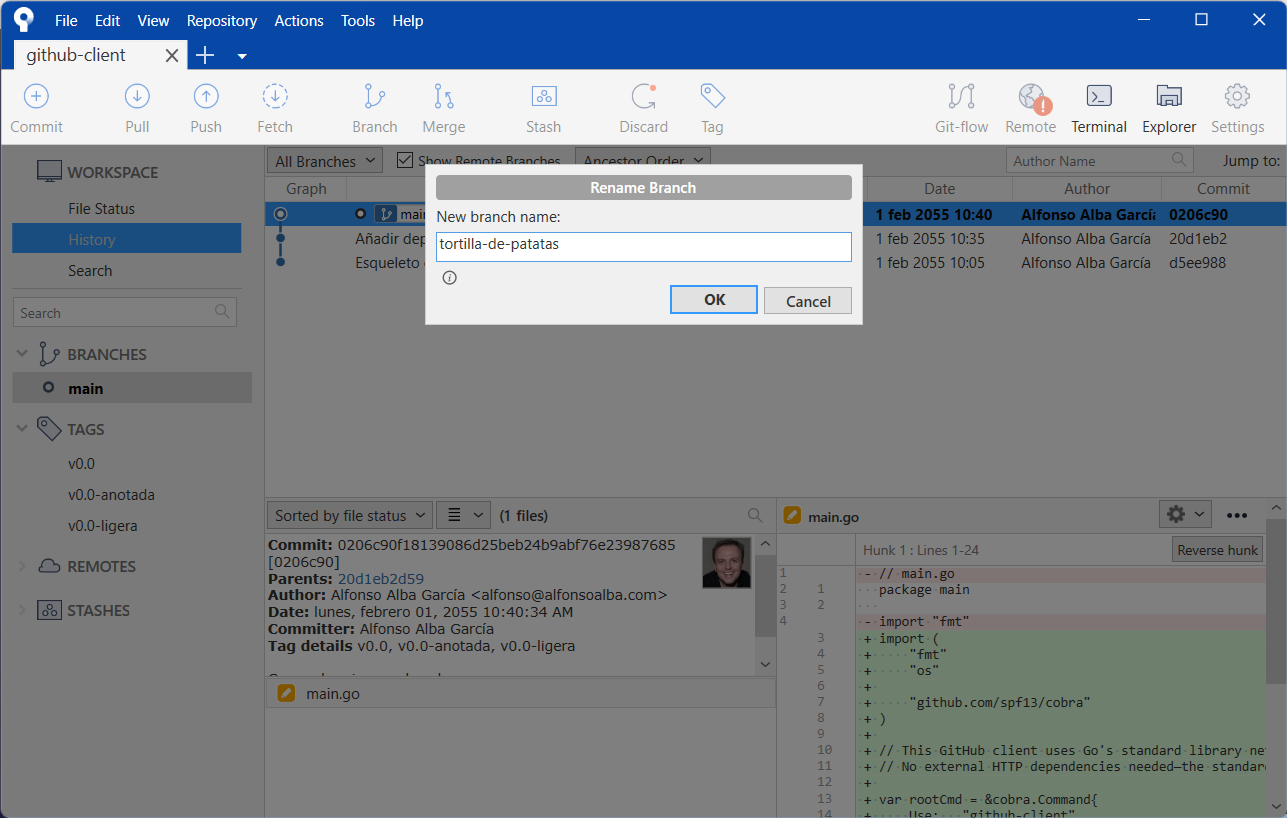 File Edit View Repository Actions Tools Help
github-client
Commit Pull Push Fetch Branch Merge Stash Discard Tag Git-flow Remote Terminal Explorer Settings
WORKSPACE
File Status
History
Search
Search
BRANCHES
main
TAGS
v0.0
v0.0-anotada
v0.0-ligera
REMOTES
STASHES
All Branches Show Remote Branches Ancestor Order Author Name Jump to:
Graph Date Author Commit
main 1 feb 2055 10:40 Alfonso Alba García 0206c90
Añadir 1 feb 2055 10:35 Alfonso Alba García 20d1eb2
Esqueleto 1 feb 2055 10:05 Alfonso Alba García d5ee988
Rename Branch
New branch name:
tortilla-de-patatas
OK Cancel
Sorted by file status (1 files)
Commit: 0206c90f18139086d25beb24b9abf76e23987685
[0206c90]
Parents: 20d1eb2d59
Author: Alfonso Alba García <alfonso@alfonsoalba.com>
Date: lunes, febrero 01, 2055 10:40:34 AM
Committer: Alfonso Alba García
Tag details v0.0, v0.0-anotada, v0.0-ligera
main.go
main.go
Hunk 1 : Lines 1-24 Reverse hunk
1 - // main.go
2 1 package main
3 2
4 - import "fmt"
3 + import (
4 + "fmt"
5 + "os"
6 +
7 + "github.com/spf13/cobra"
8 + )
9 +
10 + // This GitHub client uses Go's standard library ne
11 + // No external HTTP dependencies needed—the standar
12 +
13 + var rootCmd = &cobra.Command{
14 + Use: "github-client"